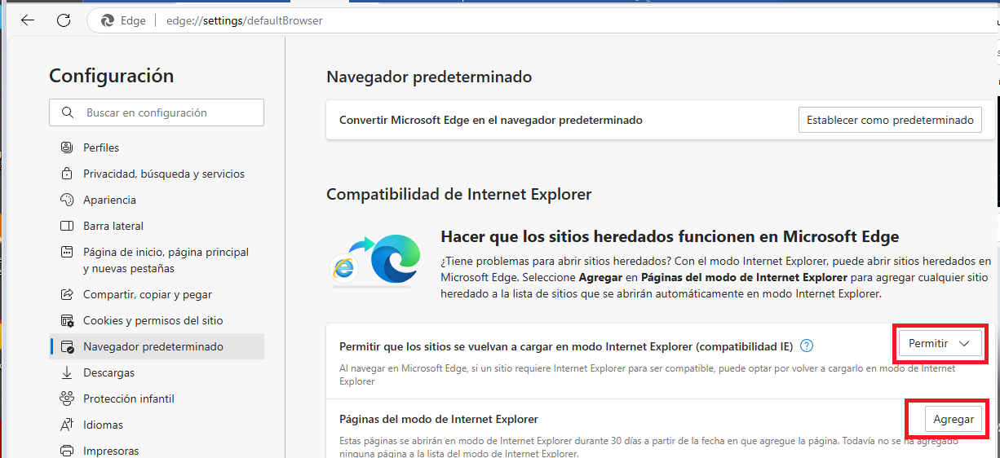 Edge
edge://settings/defaultBrowser
Configuración
Buscar en configuración
Perfiles
Privacidad, búsqueda y servicios
Apariencia
Barra lateral
Página de inicio, página principal
y nuevas pestañas
Compartir, copiar y pegar
Cookies y permisos del sitio
Navegador predeterminado
Descargas
Protección infantil
Idiomas
Impresoras
Navegador predeterminado
Convertir Microsoft Edge en el navegador predeterminado
Establecer como predeterminado
Compatibilidad de Internet Explorer
Hacer que los sitios heredados funcionen en Microsoft Edge
¿Tiene problemas para abrir sitios heredados? Con el modo Internet Explorer, puede abrir sitios heredados en
Microsoft Edge. Seleccione Agregar en Páginas del modo de Internet Explorer para agregar cualquier sitio
heredado a la lista de sitios que se abrirán automáticamente en modo Internet Explorer.
Permitir que los sitios se vuelvan a cargar en modo Internet Explorer (compatibilidad IE)
Permitir
Al navegar en Microsoft Edge, si un sitio requiere Internet Explorer para ser compatible, puede optar por volver a cargarlo en modo de Internet
Explorer
Páginas del modo de Internet Explorer
Agregar
Estas páginas se abrirán en modo de Internet Explorer durante 30 días a partir de la fecha en que agregue la página. Todavía no se ha agregado
ninguna página a la lista del modo de Internet Explorer.